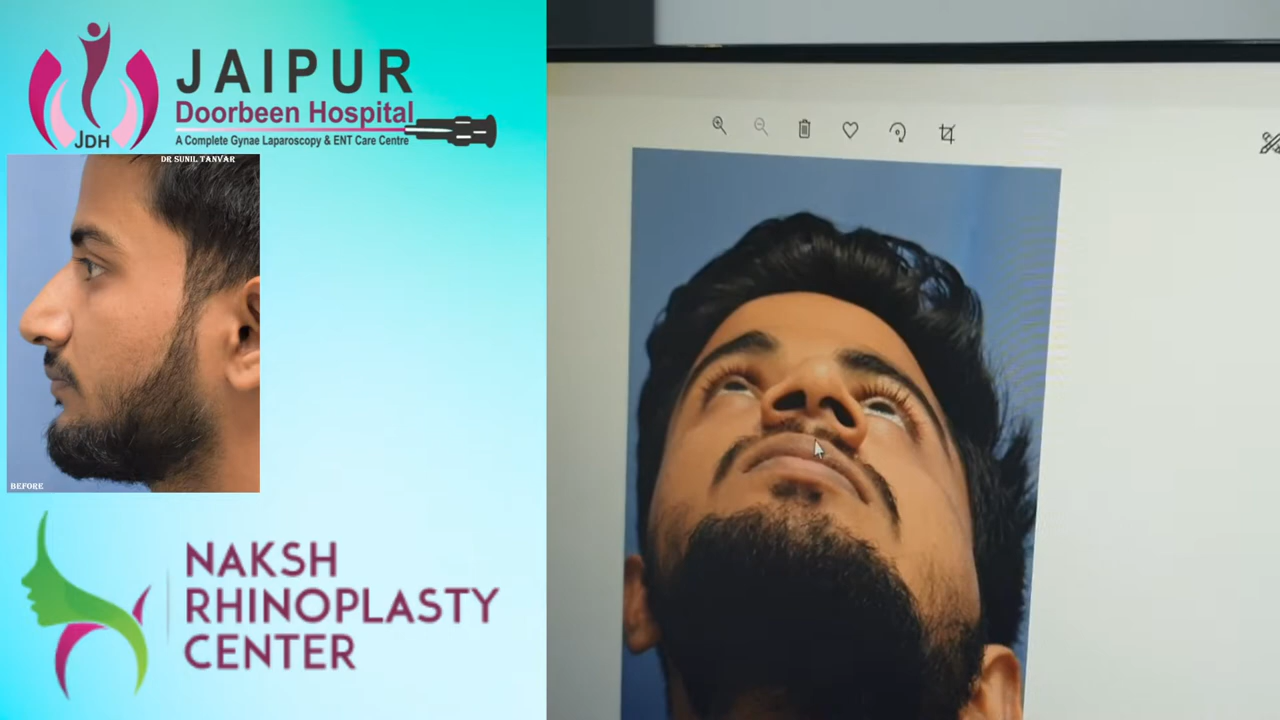 JAIPUR
Doorbeen Hospital
A Complete Gynae Laparoscopy & ENT Care Centre
JDH
DR SUNIL TANVAR
BEFORE
NAKSH
RHINOPLASTY
CENTER